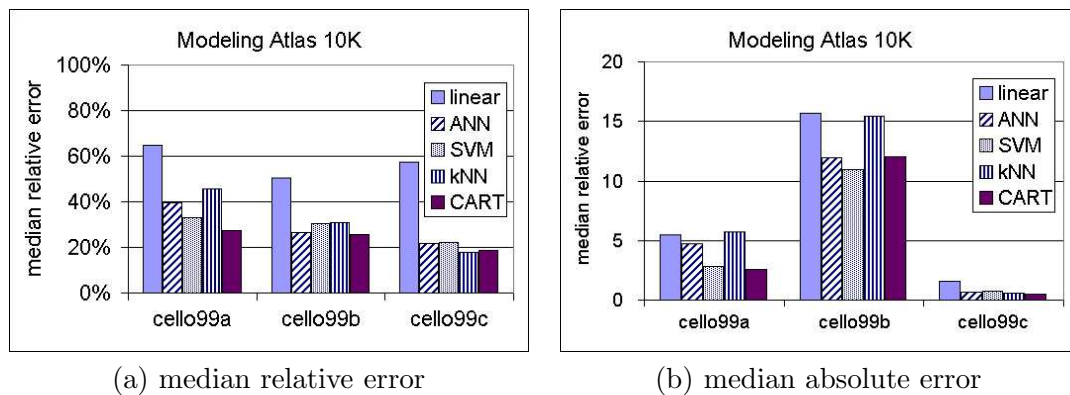 Modeling Atlas 10K
median relative error
100%
80%
60%
40%
20%
0%
linear
ANN
SVM
kNN
CART
cello99a
cello99b
cello99c
(a) median relative error
Modeling Atlas 10K
median relative error
20
15
10
5
0
linear
ANN
SVM
kNN
CART
cello99a
cello99b
cello99c
(b) median absolute error